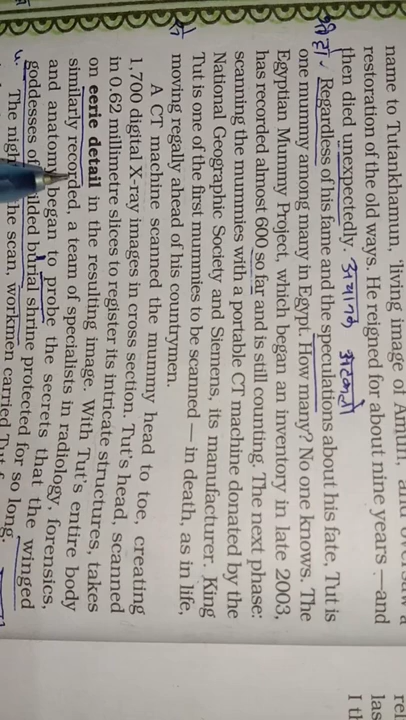 name to Tutankhamun, 'living image of Amun,'
restoration of the old ways. He reigned for about nine years —and
then died unexpectedly. अचानक अटकलें
Regardless of his fame and the speculations about his fate, Tut is
one mummy among many in Egypt. How many? No one knows. The
Egyptian Mummy Project, which began an inventory in late 2003,
has recorded almost 600 so far and is still counting. The next phase:
scanning the mummies with a portable CT machine donated by the
National Geographic Society and Siemens, its manufacturer. King
Tut is one of the first mummies to be scanned — in death, as in life,
moving regally ahead of his countrymen.
A CT machine scanned the mummy head to toe, creating
1,700 digital X-ray images in cross section. Tut's head, scanned
in 0.62 millimetre slices to register its intricate structures, takes
on eerie detail in the resulting image. With Tut's entire body
similarly recorded, a team of specialists in radiology, forensics,
and anatomy began to probe the secrets that the winged
goddesses of burial shrine protected for so long.
The the scan, workmen carried Tut
rel
las
I th